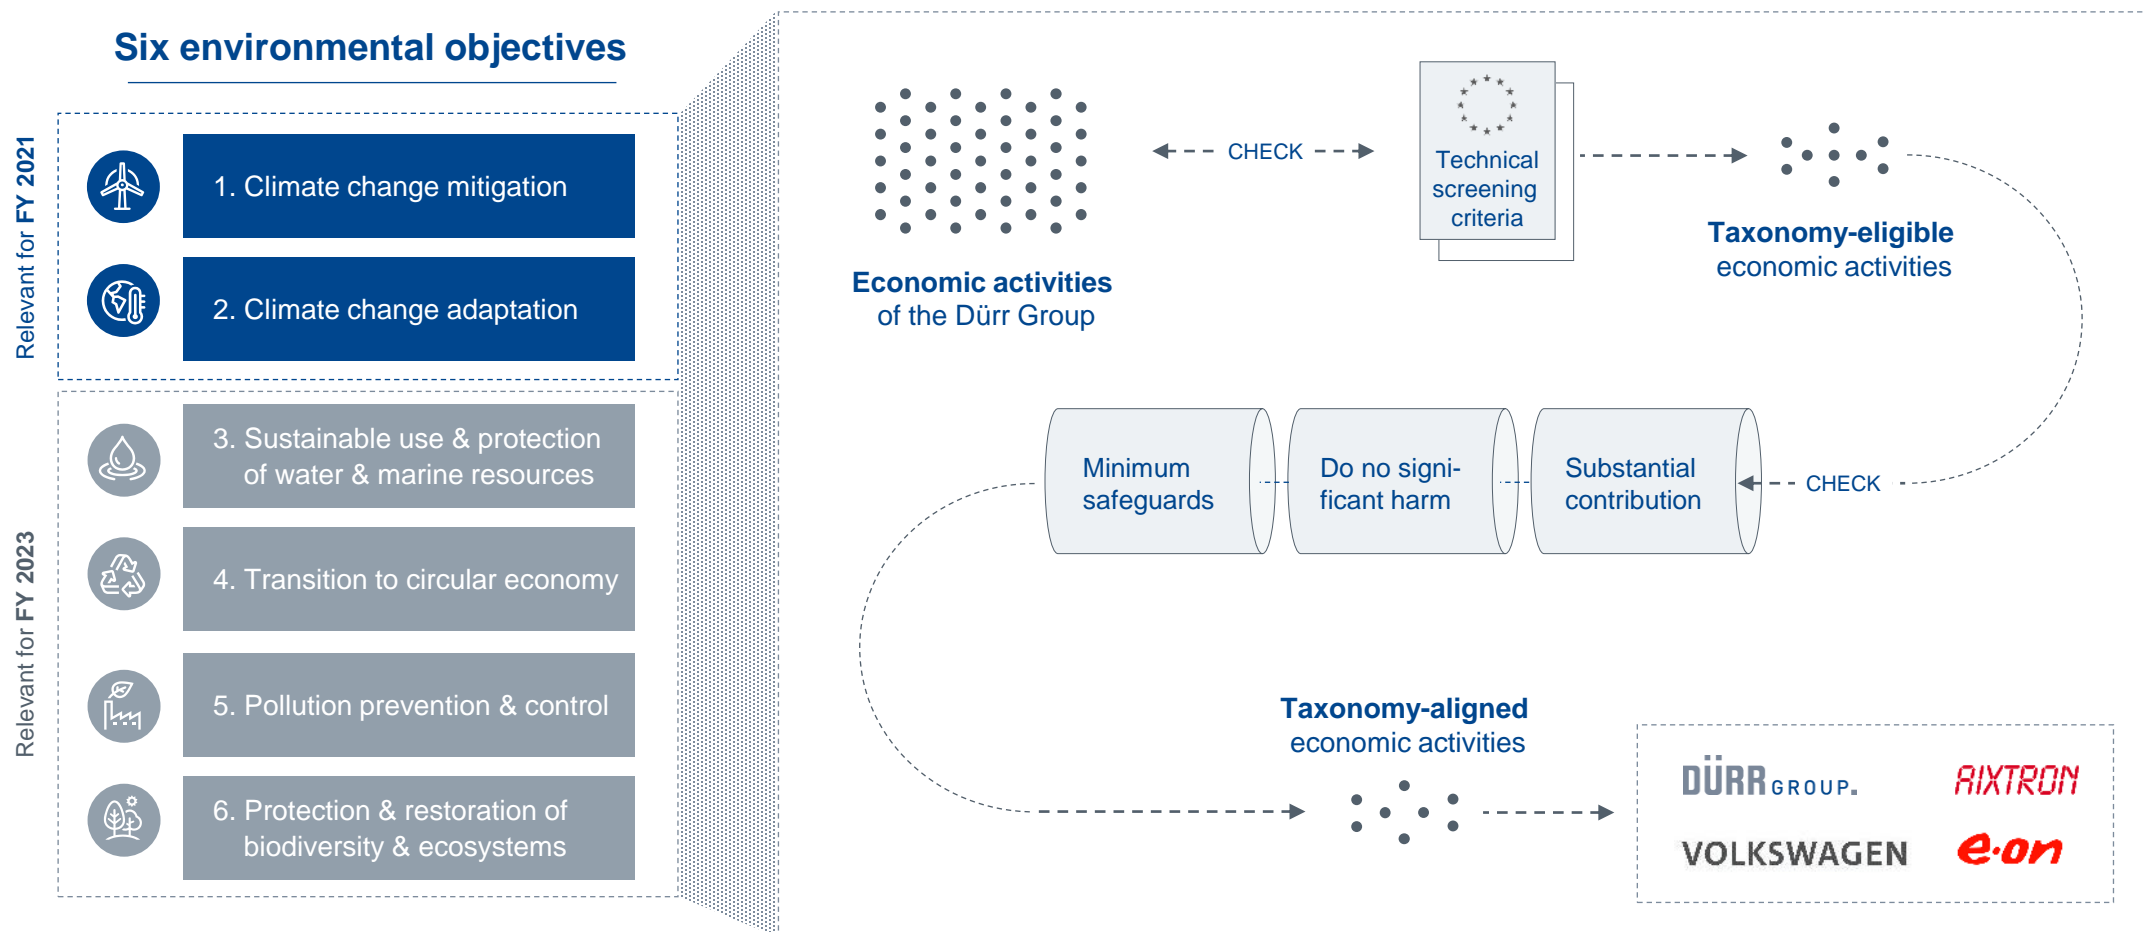 Six environmental objectives
Relevant for FY 2021
1. Climate change mitigation
2. Climate change adaptation
Relevant for FY 2023
3. Sustainable use & protection
of water & marine resources
4. Transition to circular economy
5. Pollution prevention & control
6. Protection & restoration of
biodiversity & ecosystems
Economic activities
of the Dürr Group
CHECK
Technical
screening
criteria
Taxonomy-eligible
economic activities
CHECK
Substantial
contribution
Do no signi-
ficant harm
Minimum
safeguards
Taxonomy-aligned
economic activities
DÜRR GROUP.
AIXTRON
VOLKSWAGEN
e·on